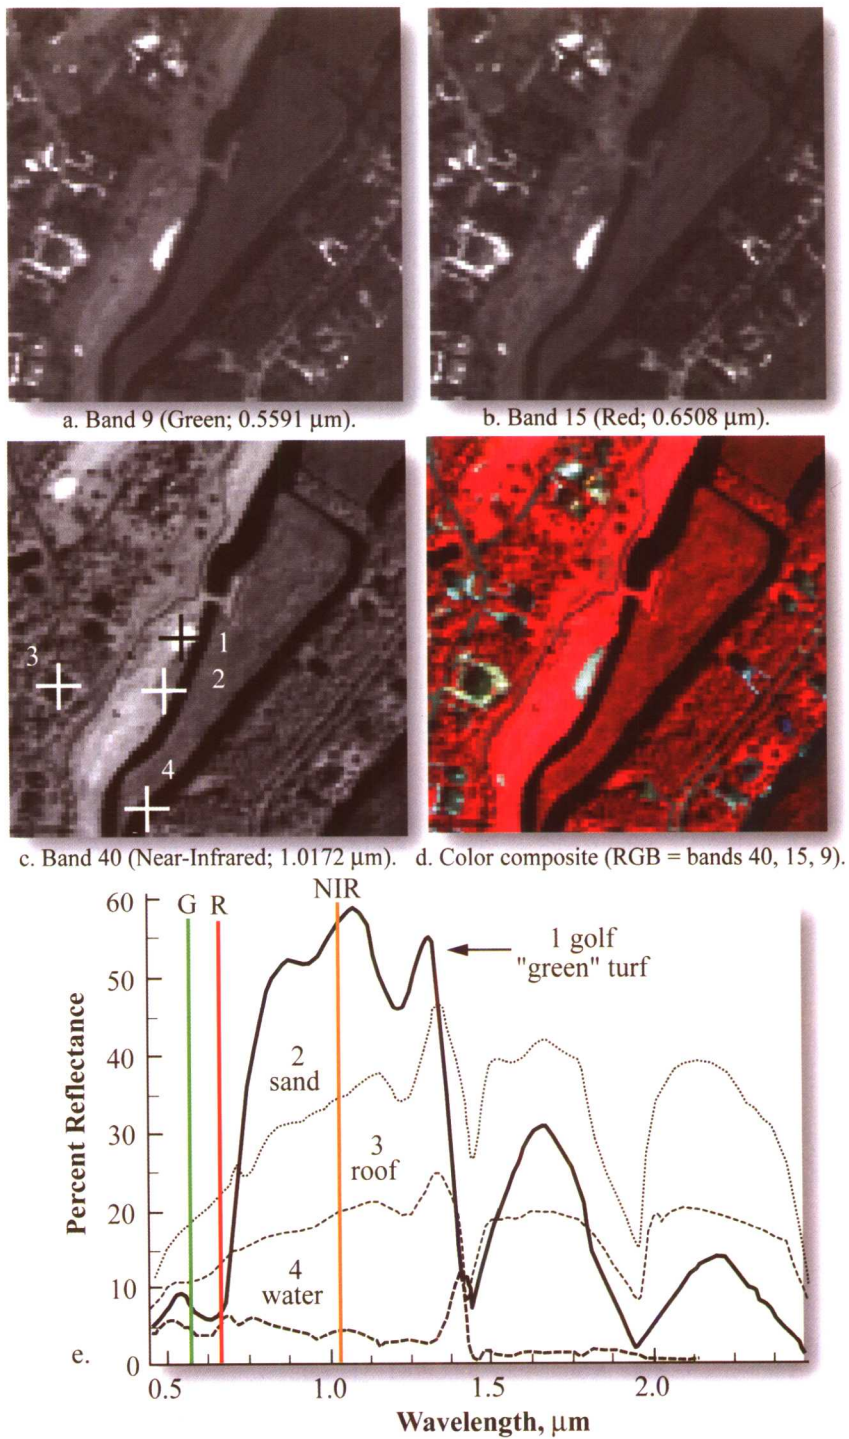 a. Band 9 (Green; 0.5591 μm).
b. Band 15 (Red; 0.6508 μm).
3
1
2
4
c. Band 40 (Near-Infrared; 1.0172 μm).
d. Color composite (RGB = bands 40, 15, 9).
G R NIR
60
50
40
30
20
10
0
Percent Reflectance
1 golf
"green" turf
2
sand
3
roof
4
water
e.
0.5 1.0 1.5 2.0
Wavelength, μm